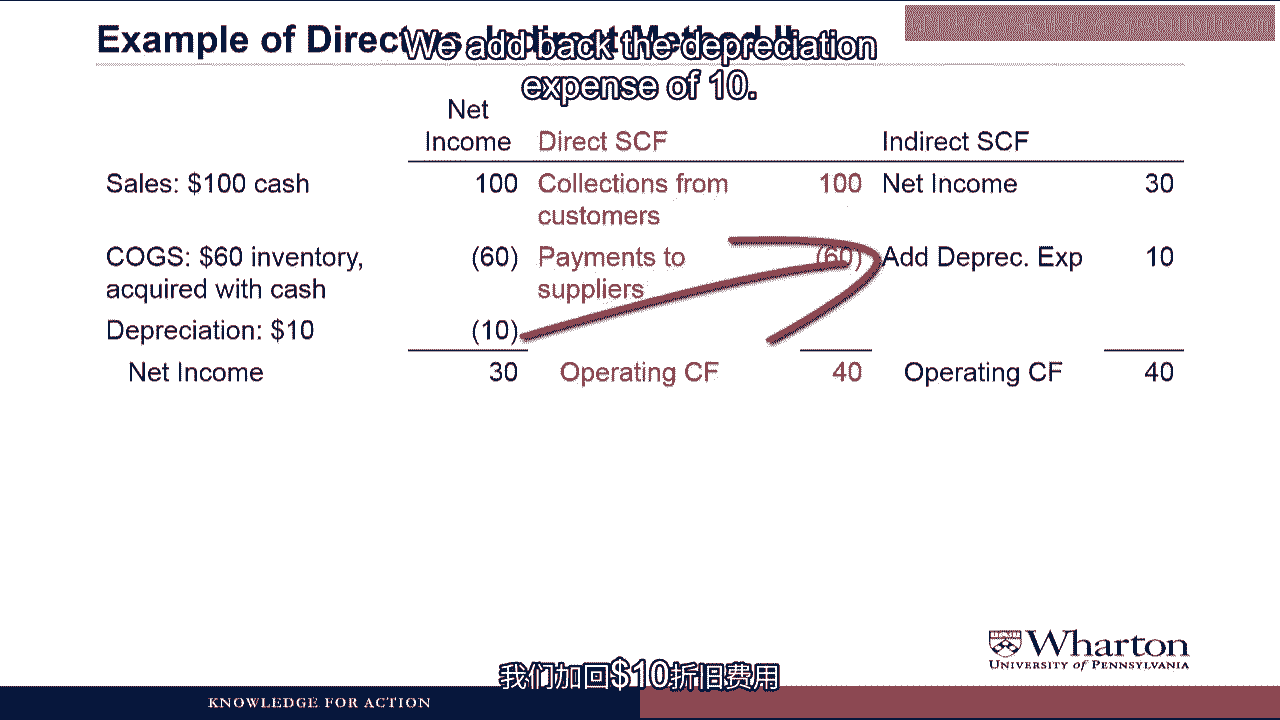 Example of Direct vs. Indirect Method II
We add back the depreciation
expense of 10.
Net
Income Direct SCF Indirect SCF
Sales: $100 cash 100 Collections from 100 Net Income 30
customers
COGS: $60 inventory, (60) Payments to (60) Add Deprec. Exp 10
acquired with cash suppliers
Depreciation: $10 (10)
Net Income 30 Operating CF 40 Operating CF 40
Wharton
UNIVERSITY of PENNSYLVANIA
我们加回$10折旧费用
KNOWLEDGE FOR ACTION